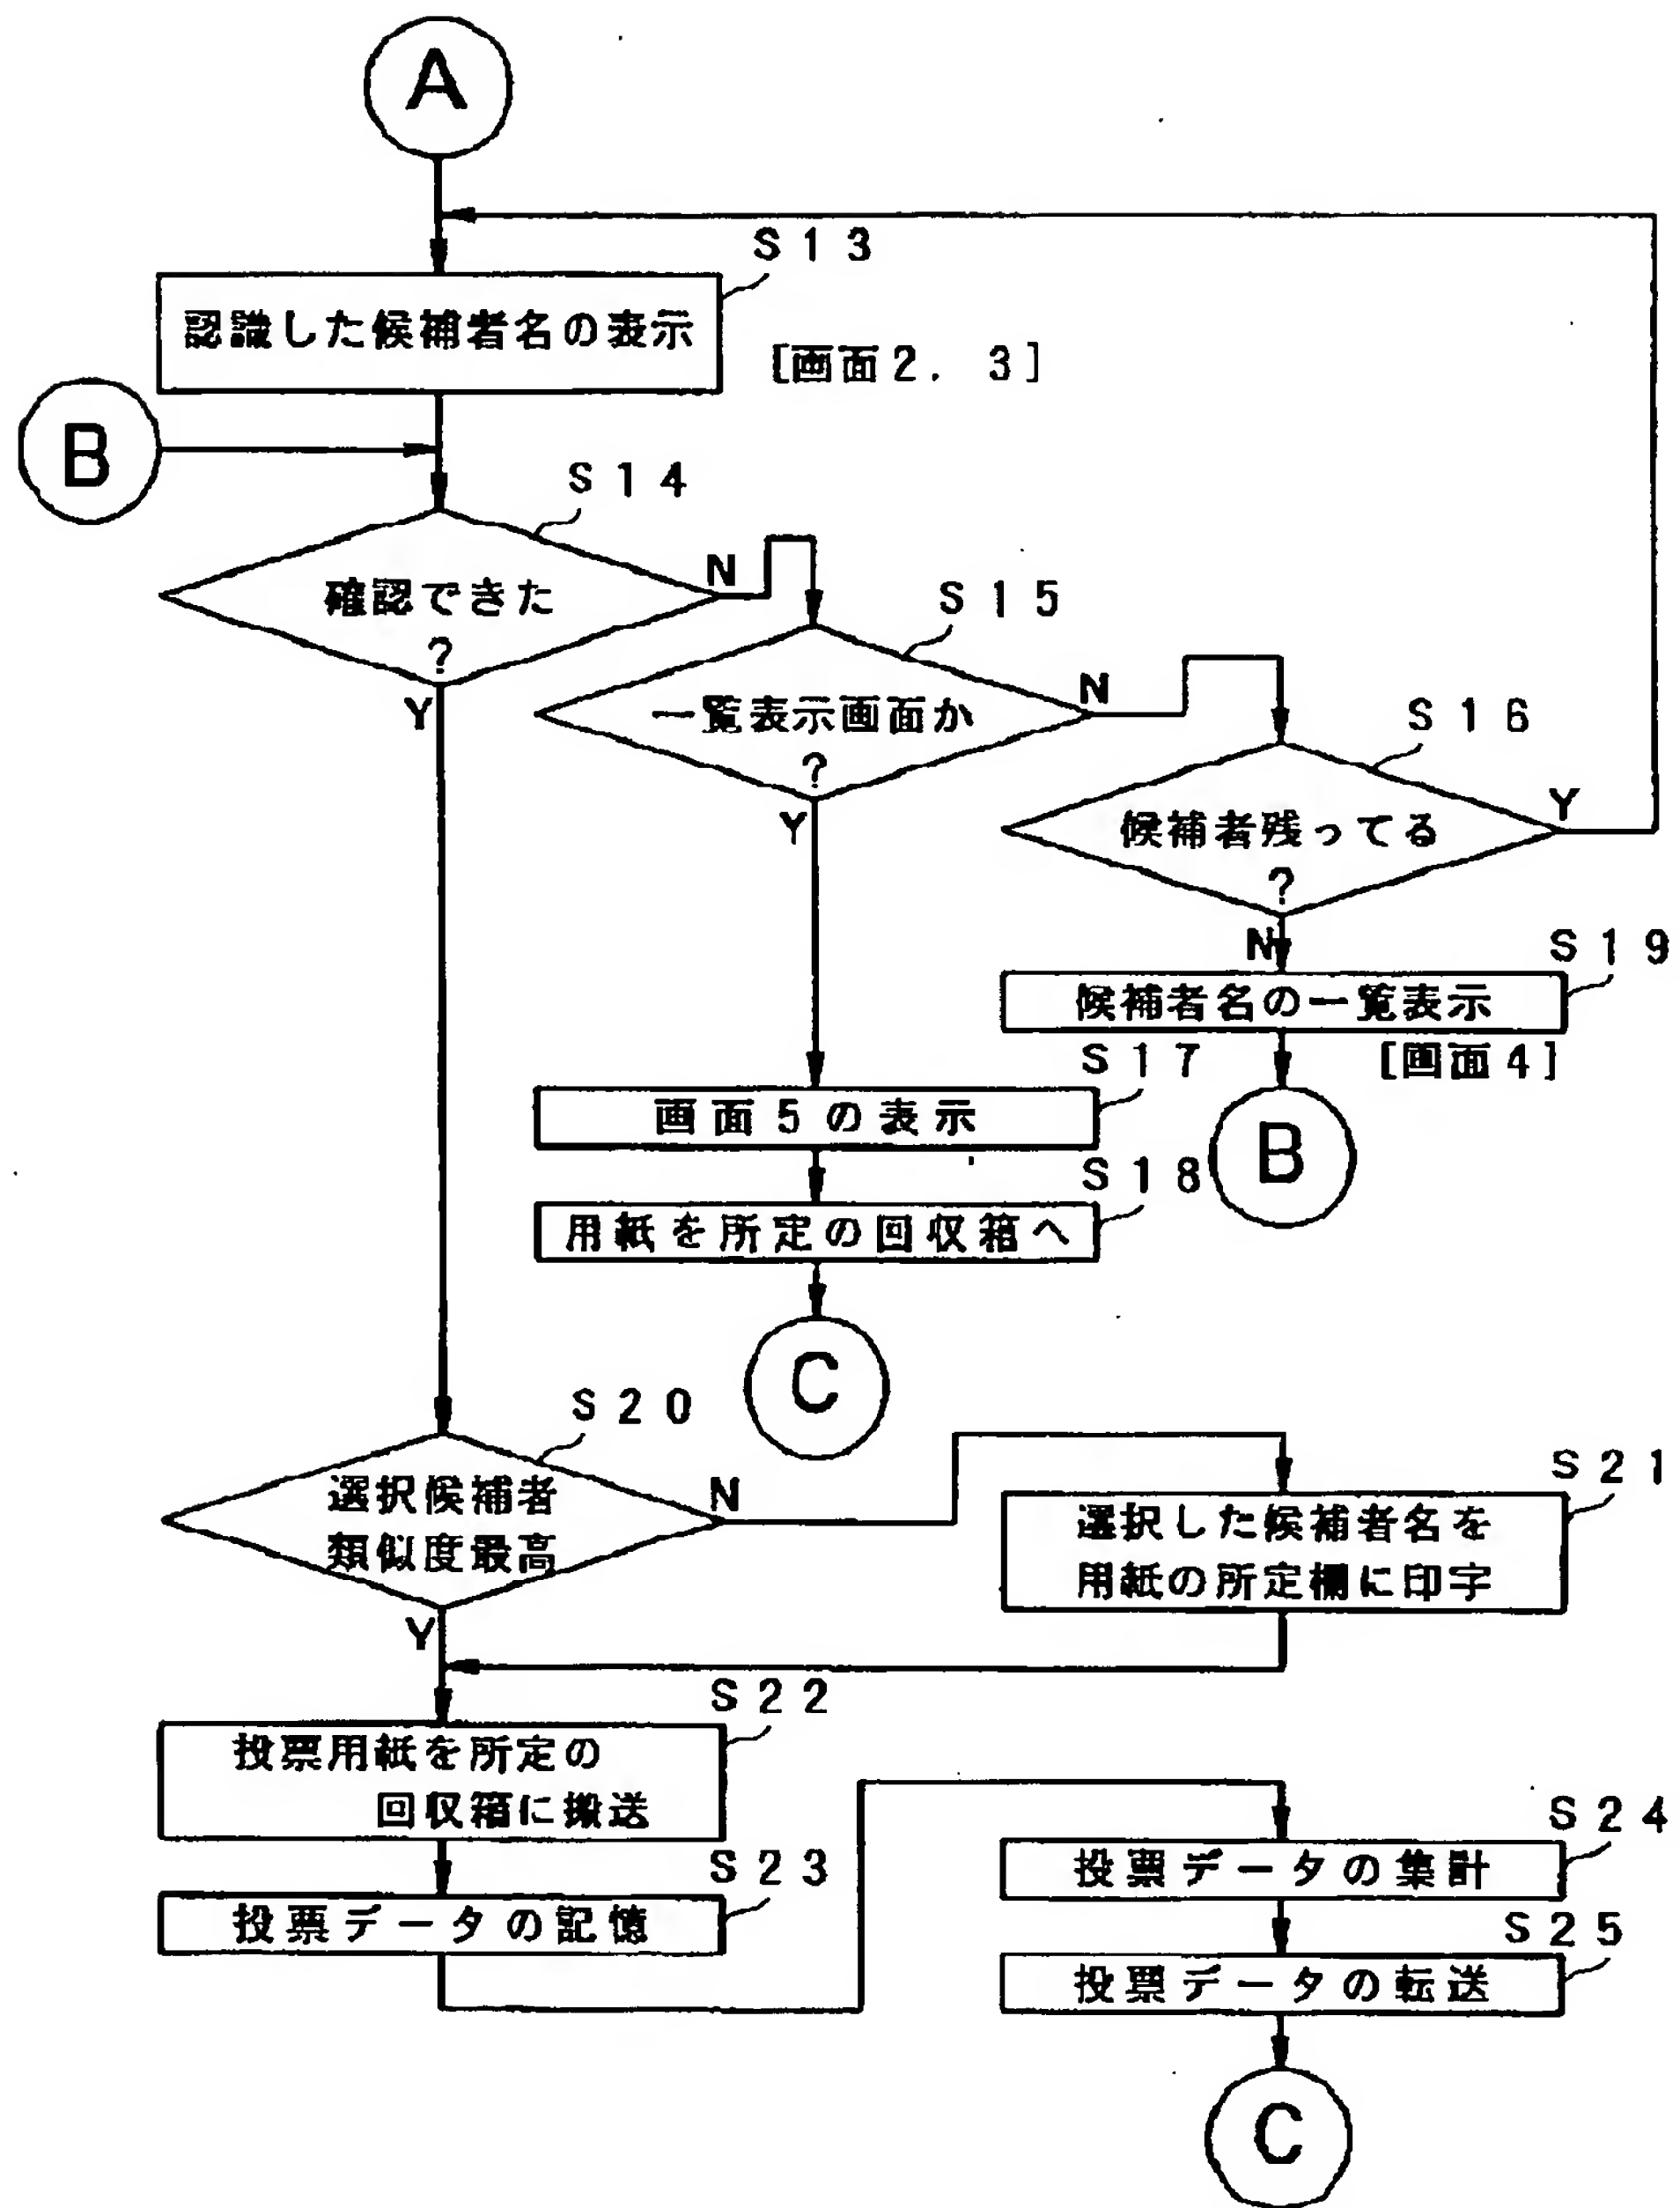 A
S13
認識した候補者名の表示
[画面2．3]
B
S14
確認できた
?
N
Y
S15
一覧表示画面か
?
N
Y
S16
候補者残ってる
?
Y
N
S19
候補者名の一覧表示
[画面4]
B
S17
画面5の表示
S18
用紙を所定の回収箱へ
C
S20
選択候補者
類似度最高
N
Y
S21
選択した候補者名を
用紙の所定欄に印字
S22
投票用紙を所定の
回収箱に搬送
S23
投票データの記憶
S24
投票データの集計
S25
投票データの転送
C